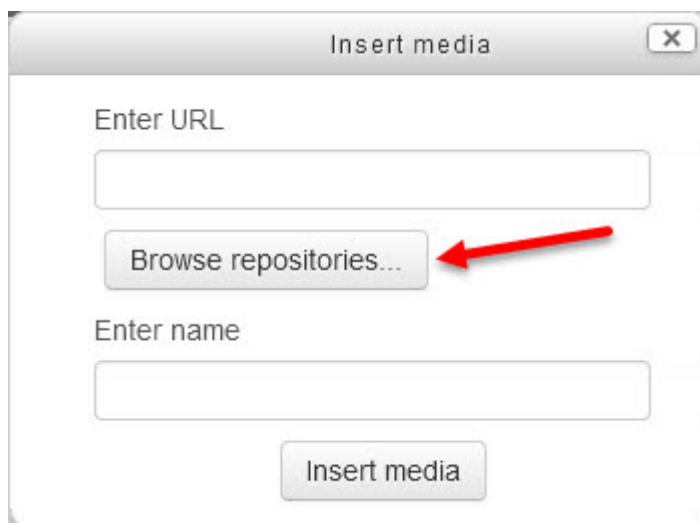 Insert media
Enter URL
Browse repositories...
Enter name
Insert media